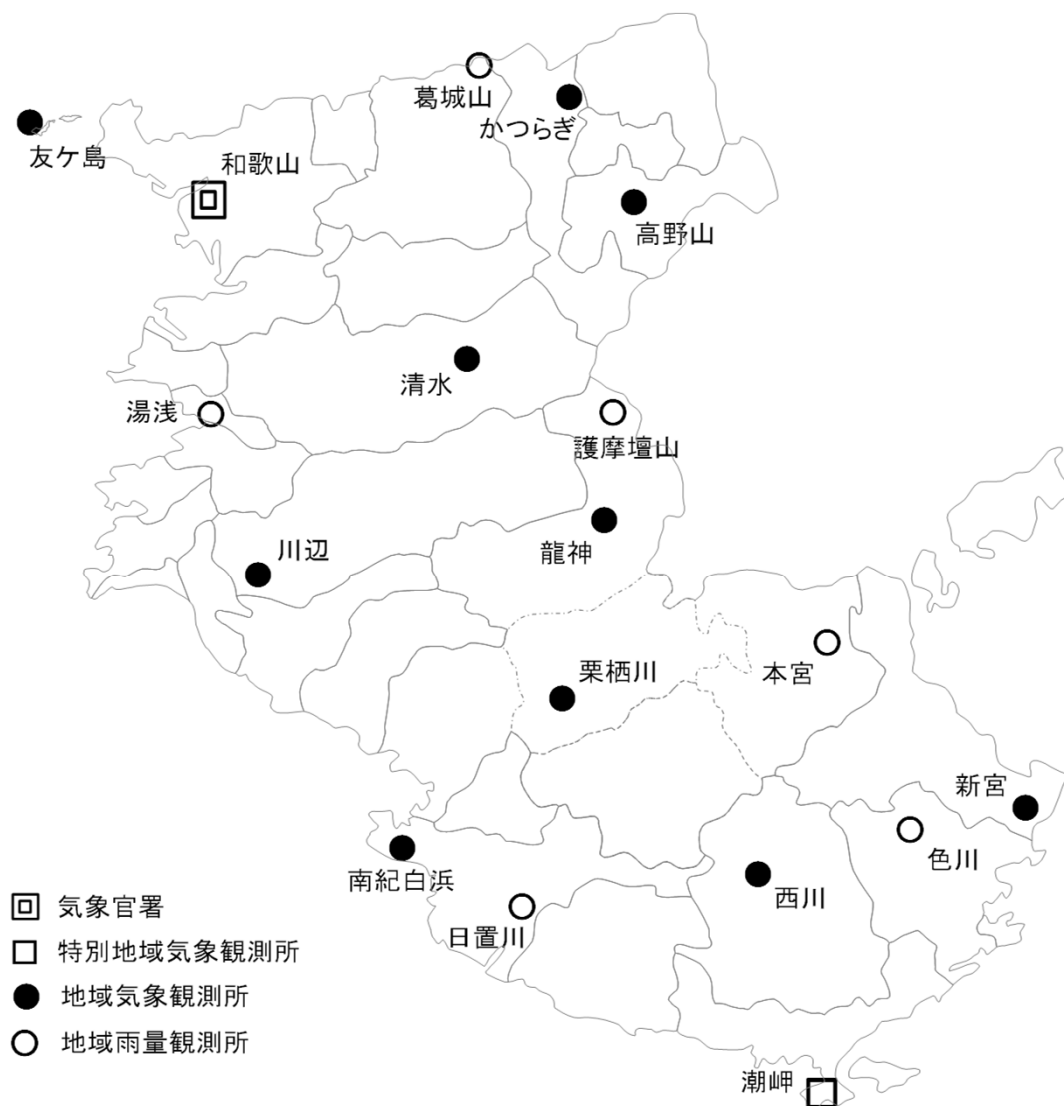 葛城山
かつらぎ
友ケ島
和歌山
高野山
清水
湯浅
護摩壇山
龍神
川辺
栗栖川
本宮
新宮
色川
南紀白浜
西川
日置川
気象官署
特別地域気象観測所
地域気象観測所
地域雨量観測所
潮岬